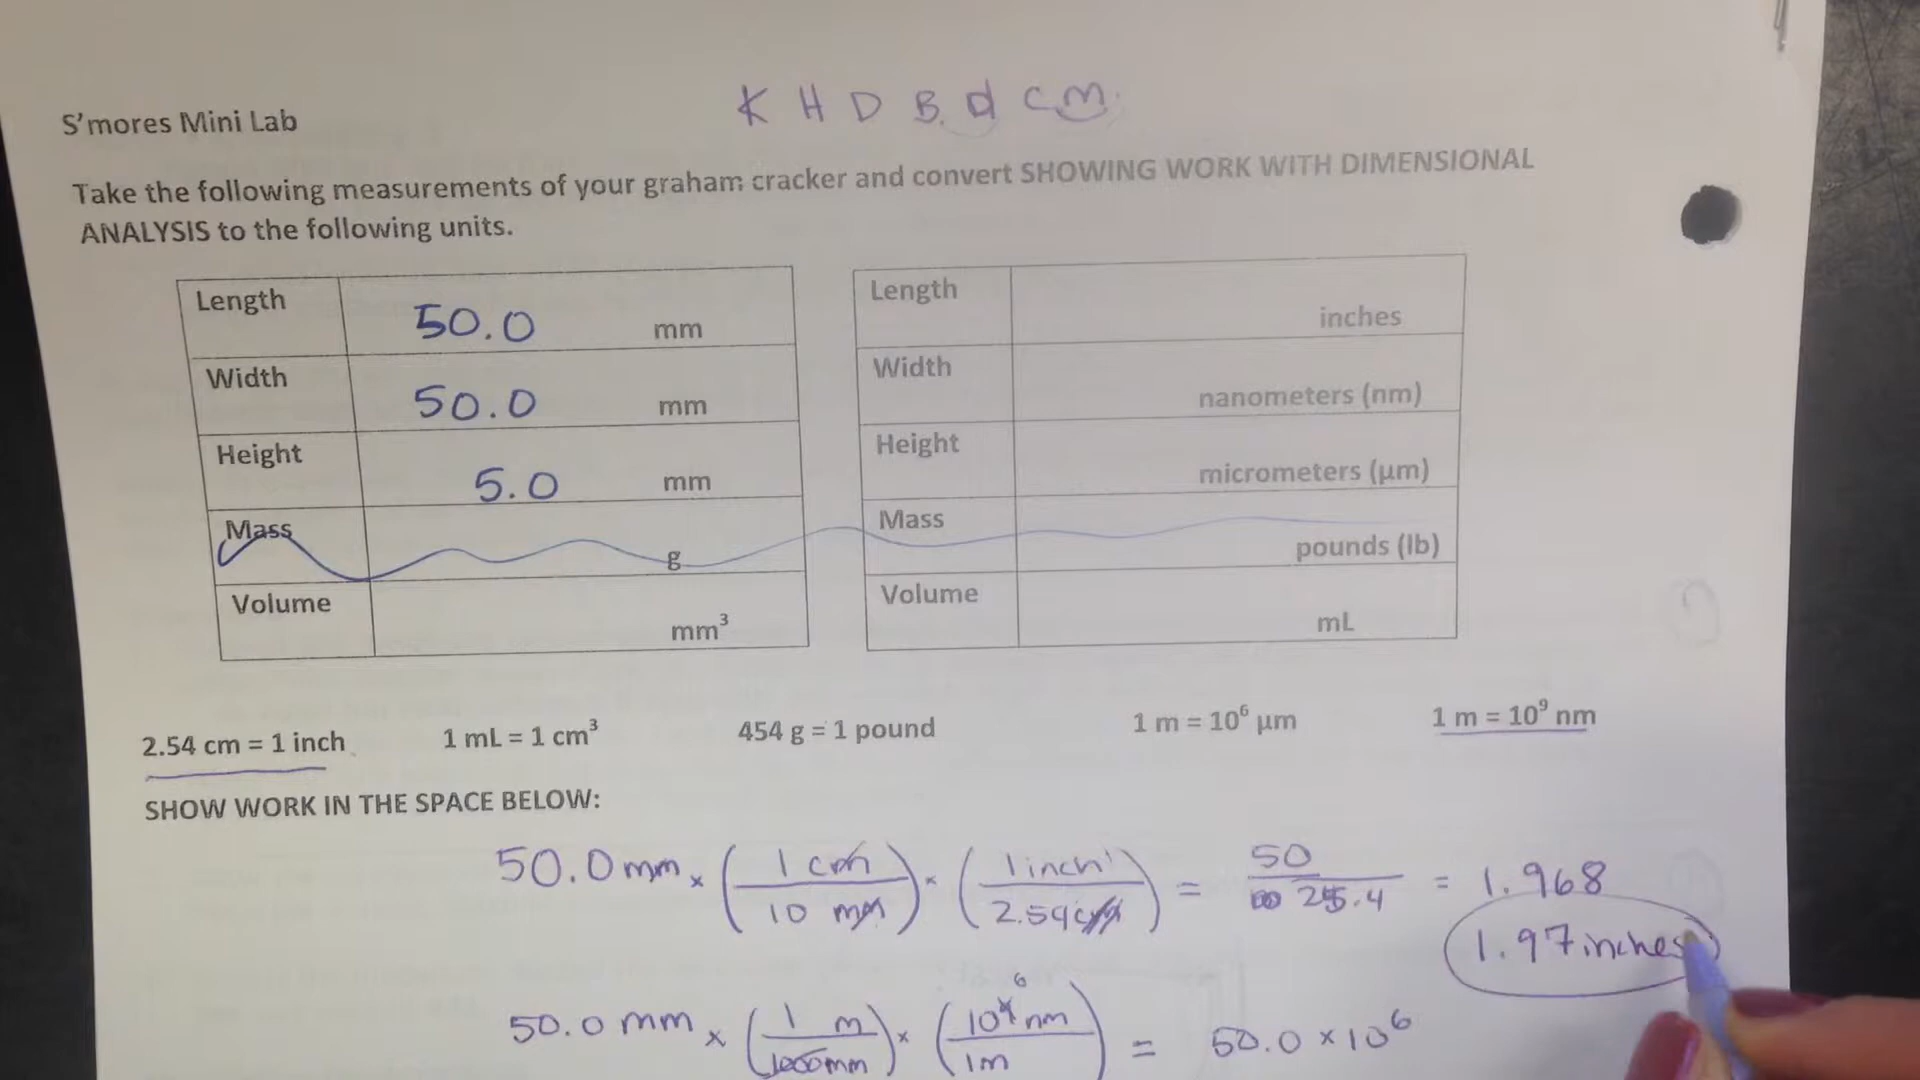 K H D B. d c m.
S'mores Mini Lab
Take the following measurements of your graham cracker and convert SHOWING WORK WITH DIMENSIONAL
ANALYSIS to the following units.
Length 50.0 mm
Width 50.0 mm
Height 5.0 mm
Mass g
Volume mm³
Length inches
Width nanometers (nm)
Height micrometers (μm)
Mass pounds (lb)
Volume mL
2.54 cm = 1 inch 1 mL = 1 cm³ 454 g = 1 pound 1 m = 10⁶ μm 1 m = 10⁹ nm
SHOW WORK IN THE SPACE BELOW:
50.0 mm × (1 cm / 10 mm) × (1 inch / 2.54 cm) = 50 / 25.4 = 1.968
1.97 inches
50.0 mm × (1 m / 1000 mm) × (10⁶ nm / 1 m) = 50.0 × 10⁶